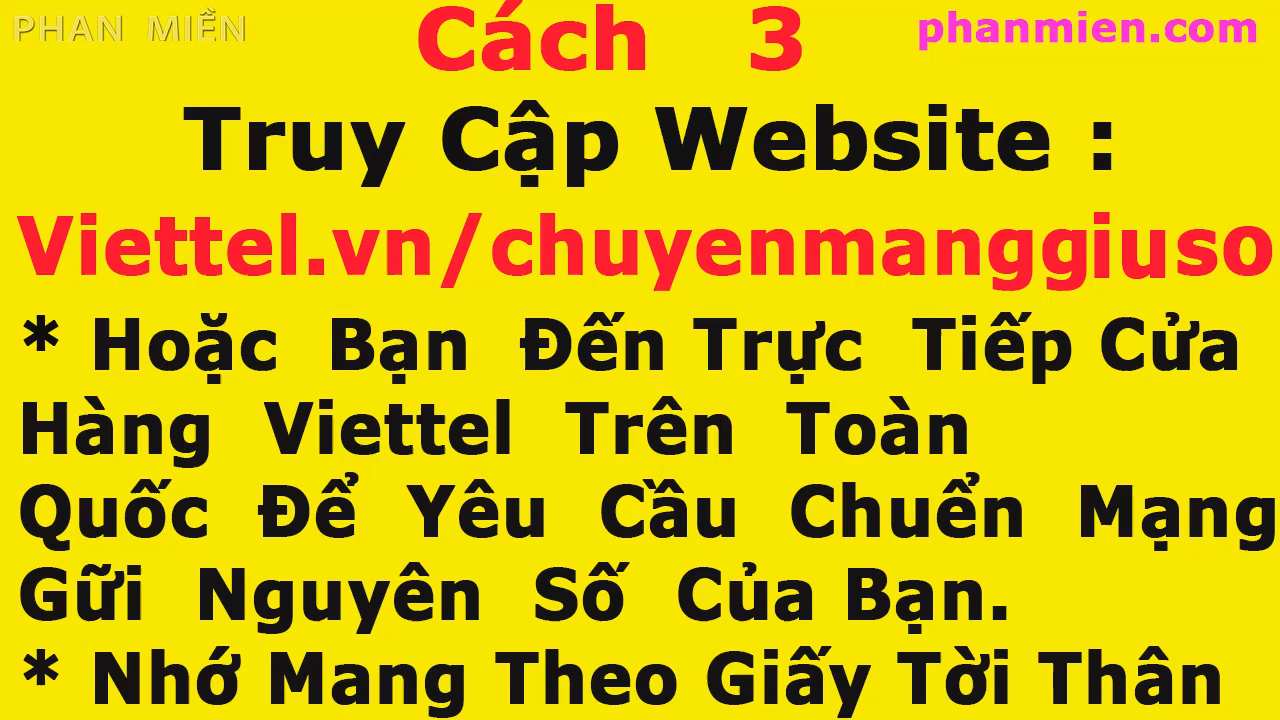 PHAN MIỀN
Cách 3
phanmien.com
Truy Cập Website :
Viettel.vn/chuyenmanggiuso
* Hoặc Bạn Đến Trực Tiếp Cửa
Hàng Viettel Trên Toàn
Quốc Để Yêu Cầu Chuển Mạng
Gữi Nguyên Số Của Bạn.
* Nhớ Mang Theo Giấy Tời Thân